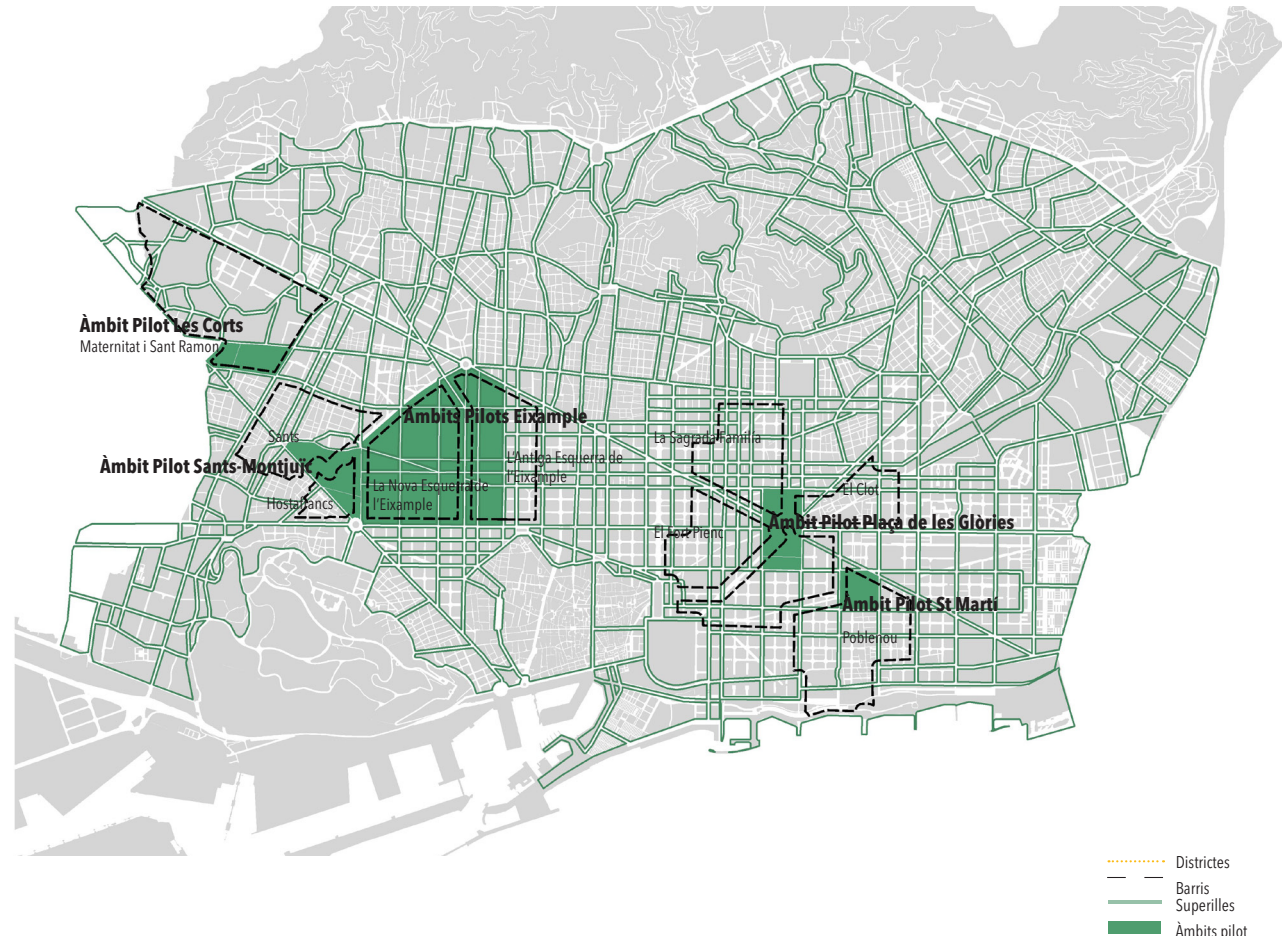 Àmbit Pilot Les Corts
Maternitat i Sant Ramon
Àmbits Pilots Eixample
Sants
La Sagrada Família
L'Antiga Esquerra de
l'Eixample
Àmbit Pilot Sants-Montjuïc
La Nova Esquerra de
l'Eixample
Hostafrancs
El Clot
Àmbit Pilot Plaça de les Glòries
El Fort Pienc
Àmbit Pilot St Martí
Poblenou
Districtes
Barris
Superilles
Àmbits pilot